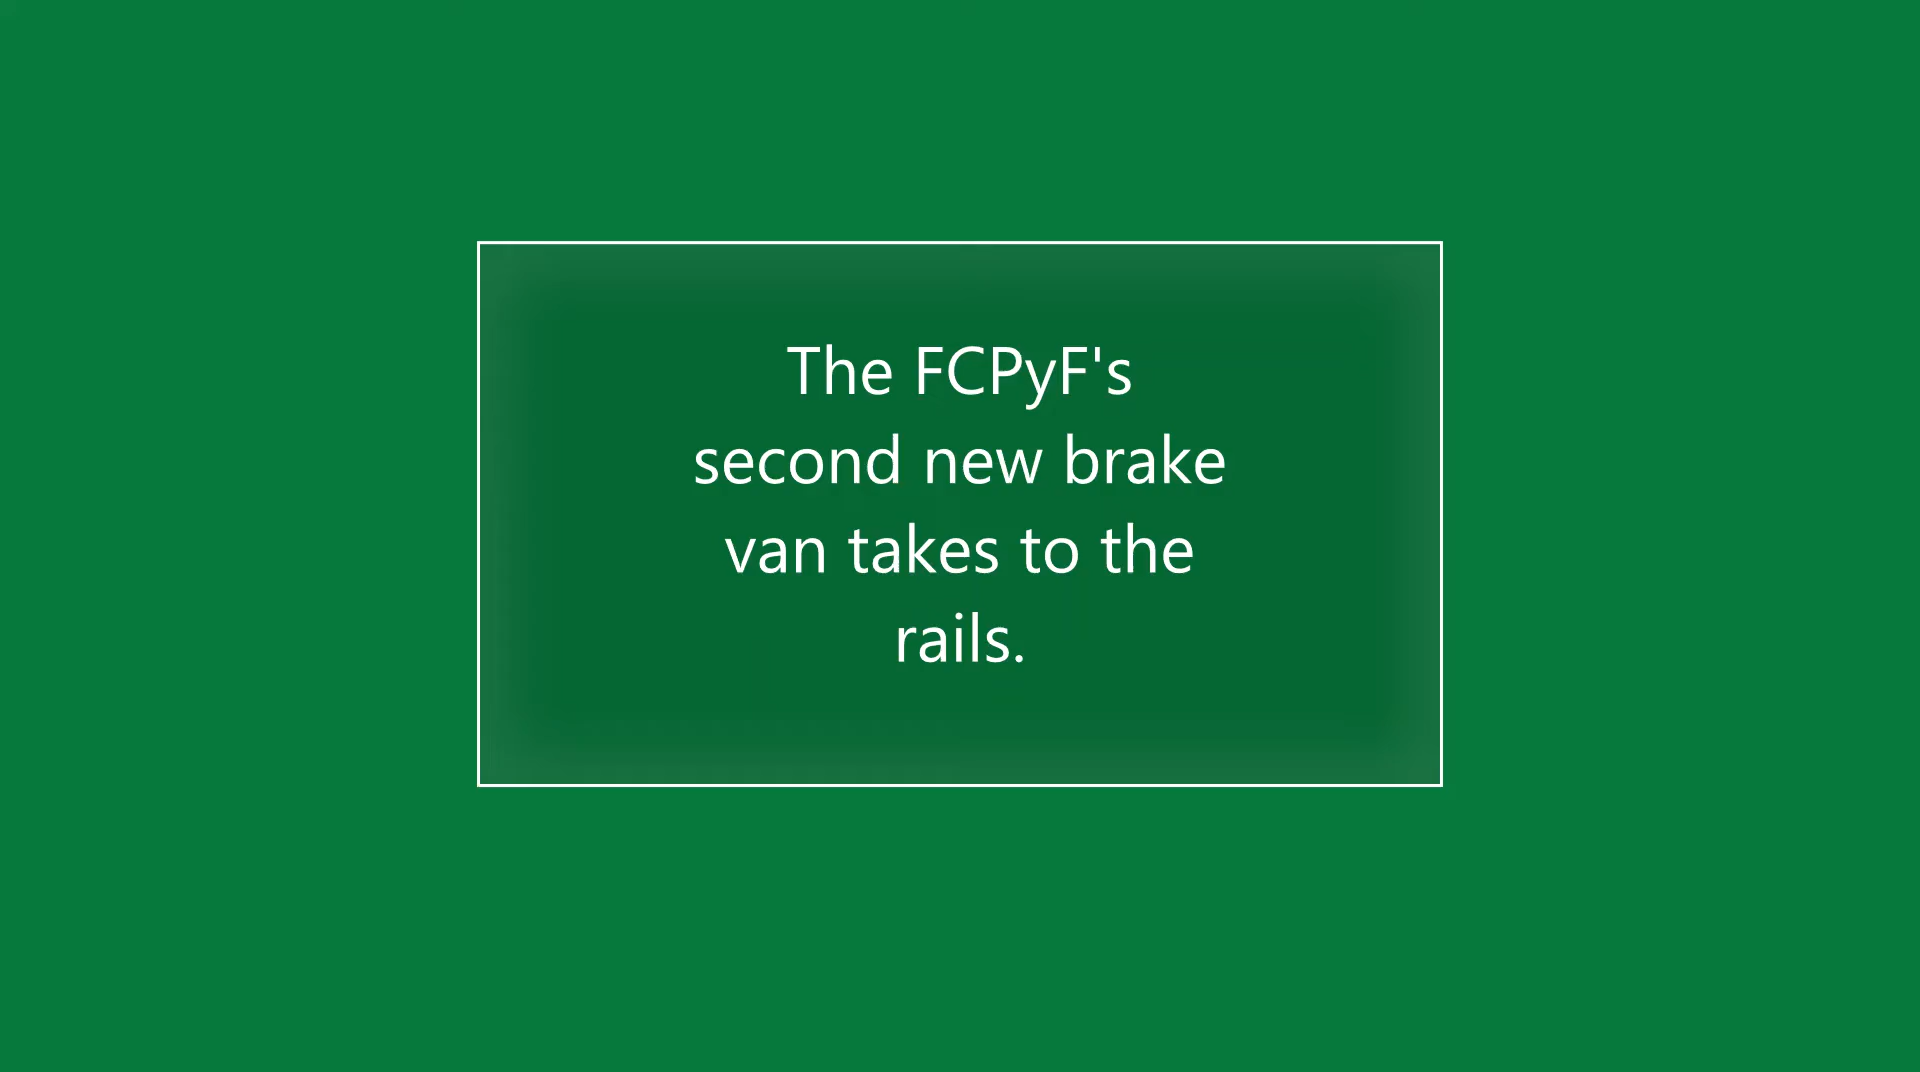 The FCPyF's
second new brake
van takes to the
rails.